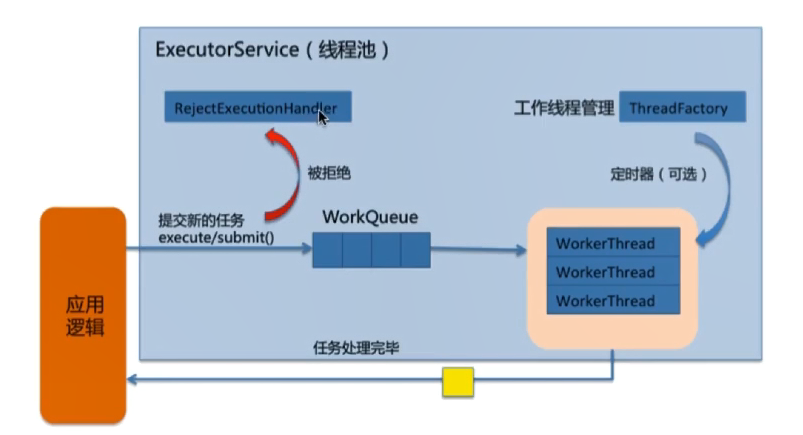 ExecutorService（线程池）
RejectExecutionHandler
工作线程管理
ThreadFactory
被拒绝
定时器（可选）
提交新的任务
execute/submit()
WorkQueue
WorkerThread
WorkerThread
WorkerThread
应用
逻辑
任务处理完毕